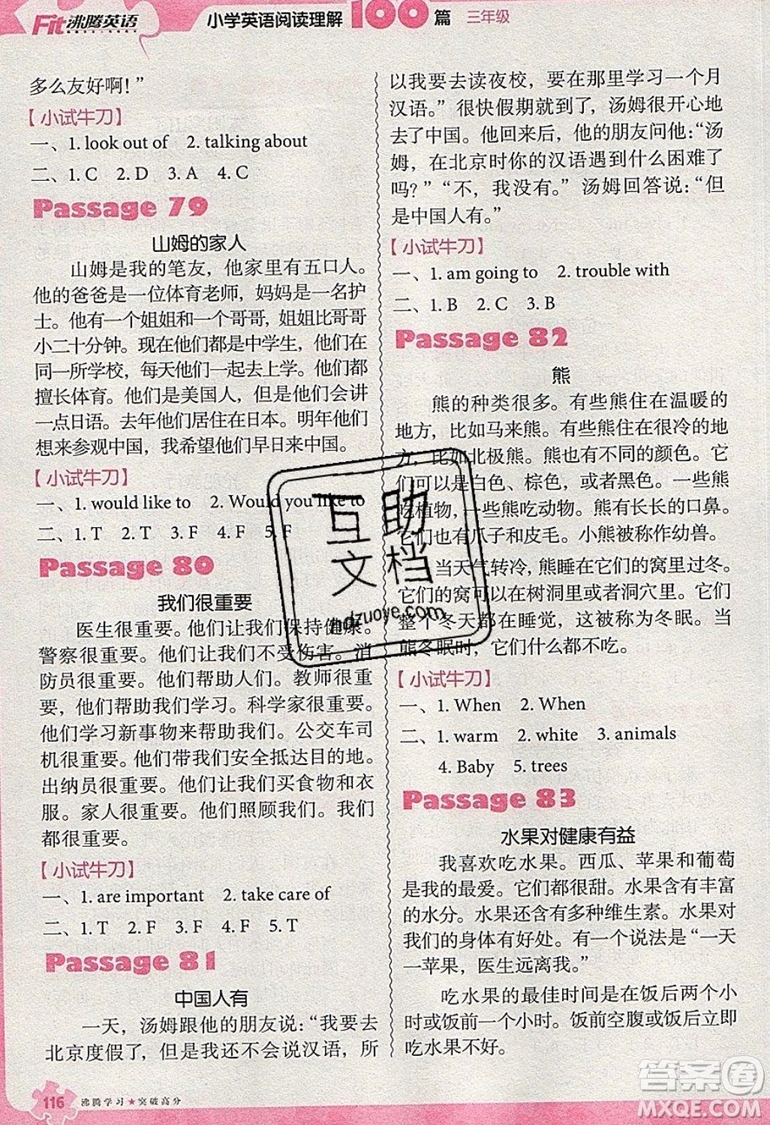 Fit沸腾英语
小学英语阅读理解100篇 三年级
多么友好啊！”
【小试牛刀】
一、1. look out of 2. talking about
二、1. C 2. D 3. A 4. C
Passage 79
山姆的家人
山姆是我的笔友，他家里有五口人。
他的爸爸是一位体育老师，妈妈是一名护
士。他有一个姐姐和一个哥哥，姐姐比哥哥
小二十分钟。现在他们都是中学生，他们在
同一所学校，每天他们一起上学。他们都
擅长体育。他们是美国人，但是他们会讲
一点日语。去年他们居住在日本。明年他们
想来参观中国，我希望他们早日来中国。
【小试牛刀】
一、1. would like to 2. Would you like to
二、1. T 2. T 3. F 4. F 5. F
Passage 80
我们很重要
医生很重要。他们让我们保持健康。
警察很重要。他们让我们不受伤害。消
防员很重要。他们帮助人们。教师很重要。
他们帮助我们学习。科学家很重要。他
们学习新事物来帮助我们。公交车司
机很重要。他们带我们安全抵达目的地。
出纳员很重要。他们让我们买食物和衣
服。家人很重要。他们照顾我们。我们
都很重要。
【小试牛刀】
一、1. are important 2. take care of
二、1. T 2. F 3. F 4. F 5. T
Passage 81
中国人有
一天，汤姆跟他的朋友说：“我要去
北京度假了，但是我还不会说汉语，所
以我要去读夜校，要在那里学习一个月
汉语。”很快假期就到了，汤姆很开心地
去了中国。他回来后，他的朋友问他：“汤
姆，在北京时你的汉语遇到什么困难了
吗？”“不，我没有。”汤姆回答说：“但
是中国人有。”
【小试牛刀】
一、1. am going to 2. trouble with
二、1. B 2. B 3. C
Passage 82
熊
熊的种类很多。有些熊住在温暖的
地方，比如马来熊。有些熊住在很冷的
地方，比如北极熊。熊有不同的颜色。它
们可以是白色、棕色，或者是黑色。一些熊
吃植物，一些熊吃动物。熊有长长的口鼻。
它们有爪子和皮毛。小熊被称作幼兽。
当天气转冷，熊睡在它们的窝里过冬。
它们的窝可以在树洞里或者洞穴里。它们
整个冬天都在睡觉，这被称为冬眠。当
熊冬眠时，它们什么都不吃。
【小试牛刀】
一、1. When 2. When
二、1. warm 2. white 3. animals
4. Baby 5. trees
Passage 83
水果对健康有益
我喜欢吃水果。西瓜、苹果和葡萄
是我的最爱。它们都很甜。它们含有丰富
的水分。水果还含有多种维生素。水果对
我们的身体有好处。有一个说法是“一天
一苹果，医生远离我。”
吃水果的最佳时间是在饭后两个小
时或饭前一个小时。饭前空腹或饭后立即
吃水果不好。
互助
文档
hdzuoye.com
116 沸腾学习★突破高分
答案圈
MXQE.COM